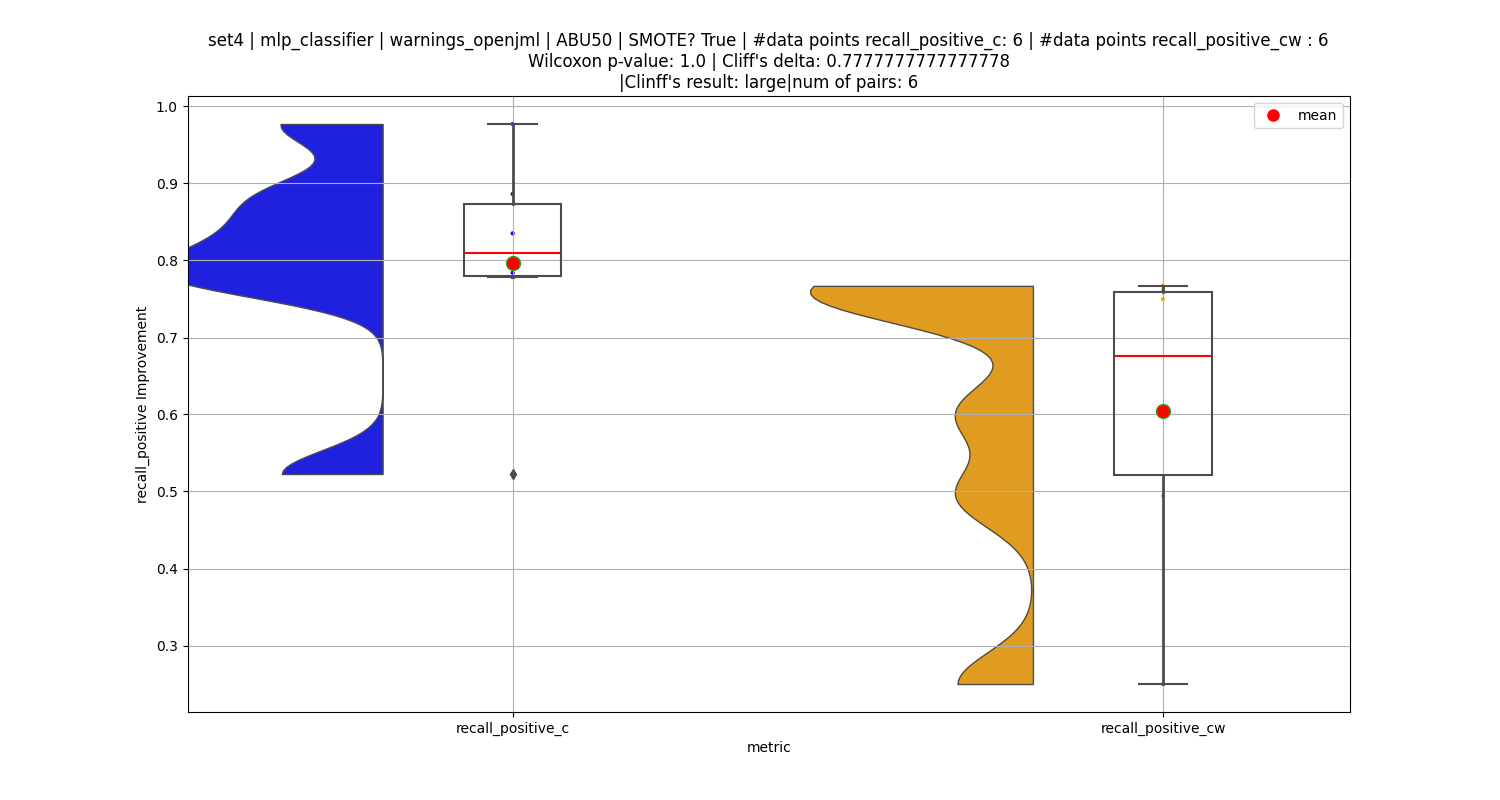 set4 | mlp_classifier | warnings_openjml | ABU50 | SMOTE? True | #data points recall_positive_c: 6 | #data points recall_positive_cw : 6
Wilcoxon p-value: 1.0 | Cliff's delta: 0.7777777777777778
|Clinff's result: large|num of pairs: 6
mean
1.0
0.9
0.8
0.7
0.6
0.5
0.4
0.3
recall_positive Improvement
recall_positive_c
recall_positive_cw
metric